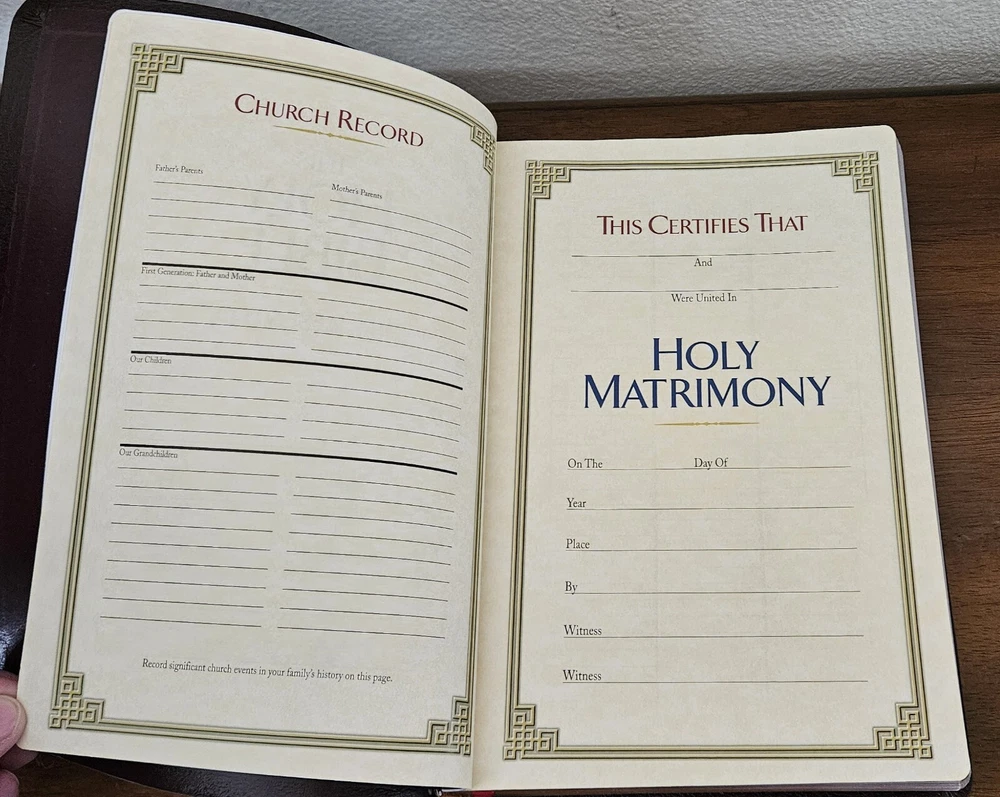 CHURCH RECORD
Father's Parents
Mother's Parents
First Generation: Father and Mother
Our Children
Our Grandchildren
Record significant church events in your family's history on this page.
THIS CERTIFIES THAT
And
Were United In
HOLY
MATRIMONY
On The Day Of
Year
Place
By
Witness
Witness